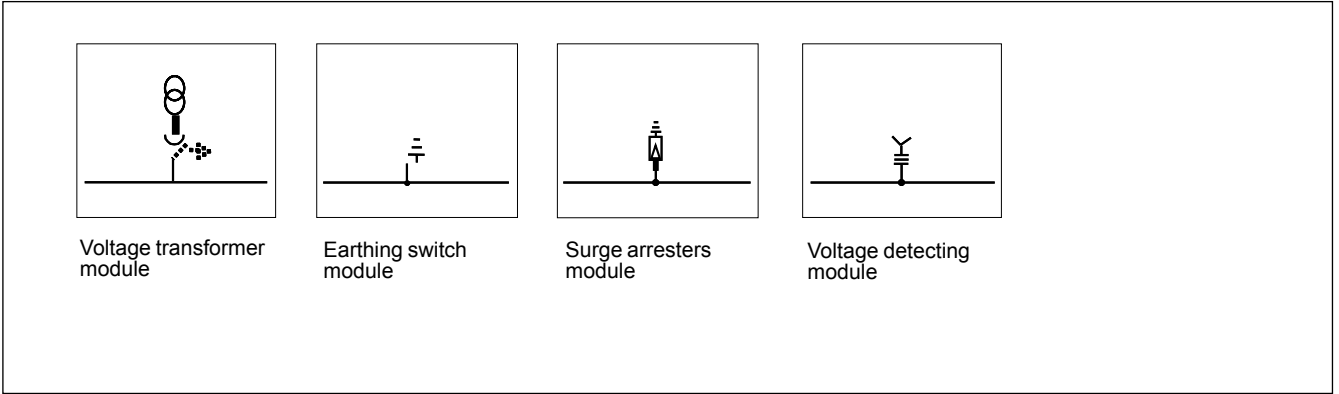 Voltage transformer
module
Earthing switch
module
Surge arresters
module
Voltage detecting
module